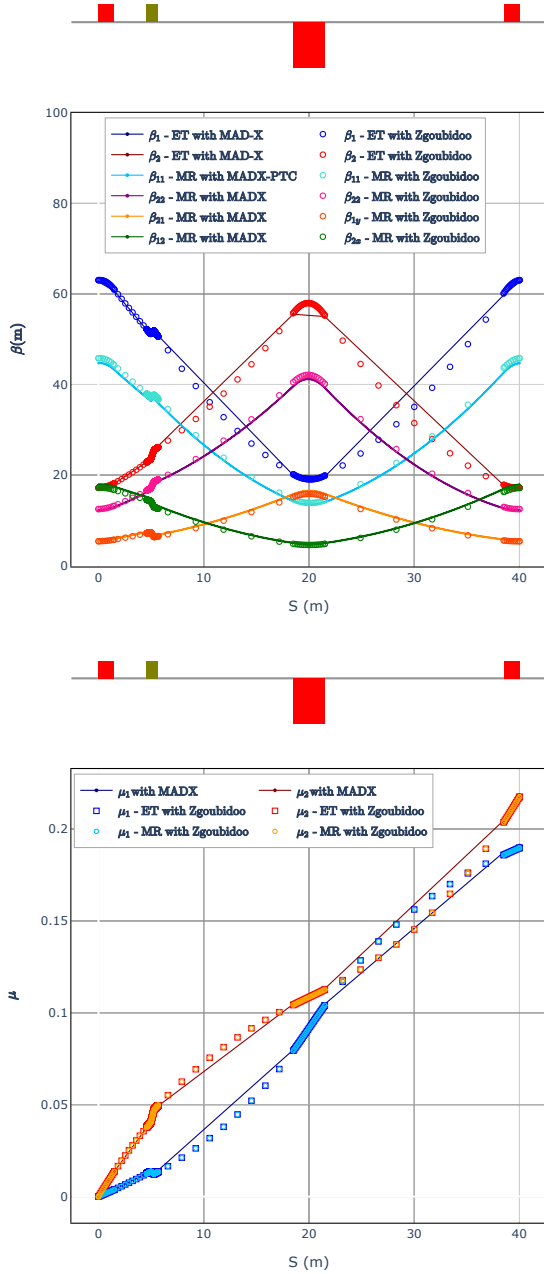 100
80
60
40
20
0
β(m)
β₁ - ET with MAD-X
β₂ - ET with MAD-X
β₁₁ - MR with MADX-PTC
β₂₂ - MR with MADX
β₂₁ - MR with MADX
β₁₂ - MR with MADX
β₁ - ET with Zgoubidoo
β₂ - ET with Zgoubidoo
β₁₁ - MR with Zgoubidoo
β₂₂ - MR with Zgoubidoo
β₁ᵧ - MR with Zgoubidoo
β₂ₓ - MR with Zgoubidoo
0 10 20 30 40
S (m)
0.2
0.15
0.1
0.05
0
μ
μ₁ with MADX
μ₁ - ET with Zgoubidoo
μ₁ - MR with Zgoubidoo
μ₂ with MADX
μ₂ - ET with Zgoubidoo
μ₂ - MR with Zgoubidoo
0 10 20 30 40
S (m)